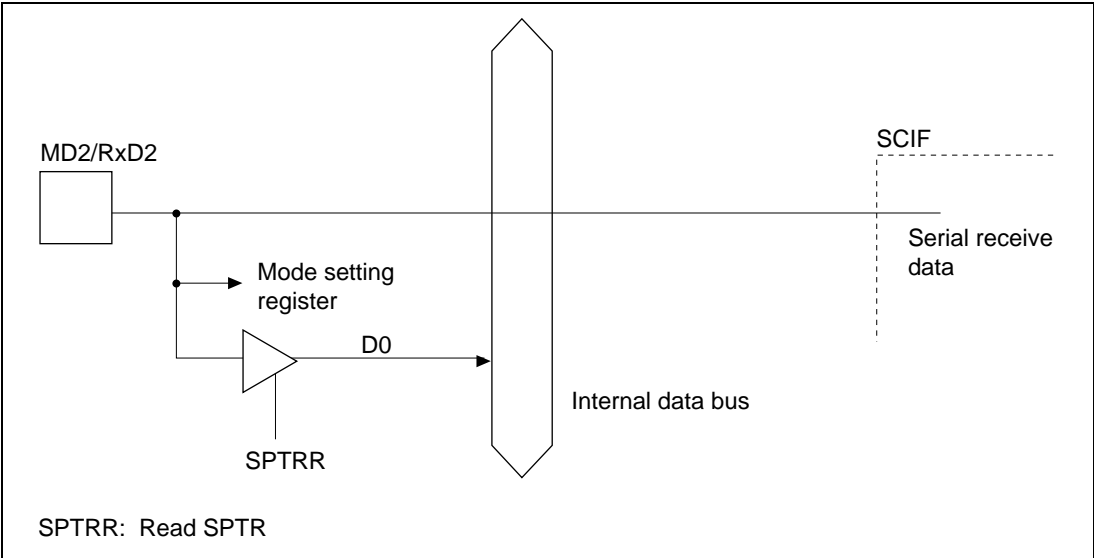 MD2/RxD2
SCIF
Serial receive
data
Mode setting
register
D0
Internal data bus
SPTRR
SPTRR: Read SPTR